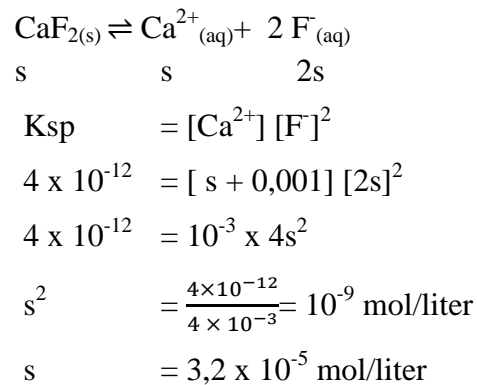 CaF₂₍s₎ ⇌ Ca²⁺₍aq₎+ 2 F⁻₍aq₎
s s 2s
Ksp = [Ca²⁺] [F⁻]²
4 x 10⁻¹² = [ s + 0,001] [2s]²
4 x 10⁻¹² = 10⁻³ x 4s²
s² = 4×10⁻¹² / 4 × 10⁻³ = 10⁻⁹ mol/liter
s = 3,2 x 10⁻⁵ mol/liter